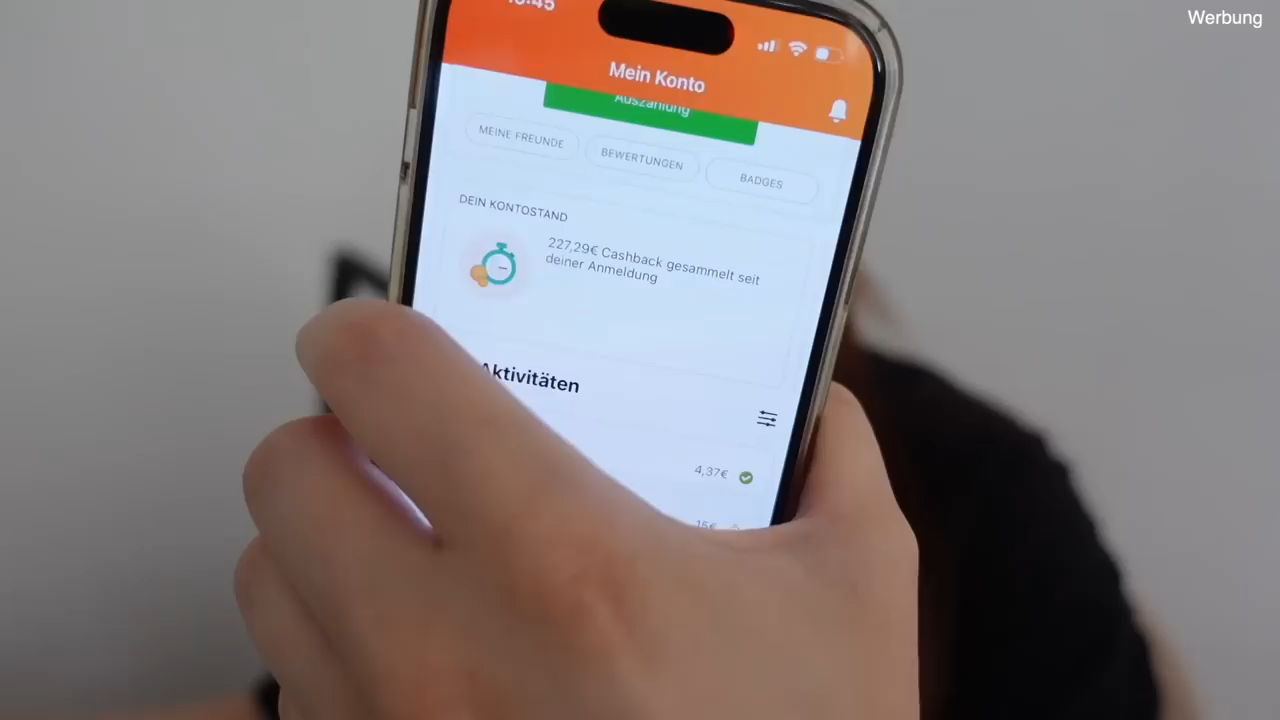 Werbung
Mein Konto
Auszahlung
MEINE FREUNDE
BEWERTUNGEN
BADGES
DEIN KONTOSTAND
227,29€ Cashback gesammelt seit
deiner Anmeldung
Aktivitäten
4,37€
15€